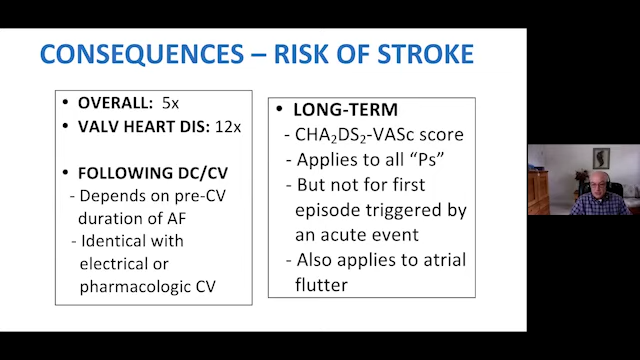 CONSEQUENCES – RISK OF STROKE
• OVERALL: 5x
• VALV HEART DIS: 12x
• FOLLOWING DC/CV
- Depends on pre-CV
duration of AF
- Identical with
electrical or
pharmacologic CV
• LONG-TERM
- CHA₂DS₂-VASc score
- Applies to all “Ps”
- But not for first
episode triggered by
an acute event
- Also applies to atrial
flutter